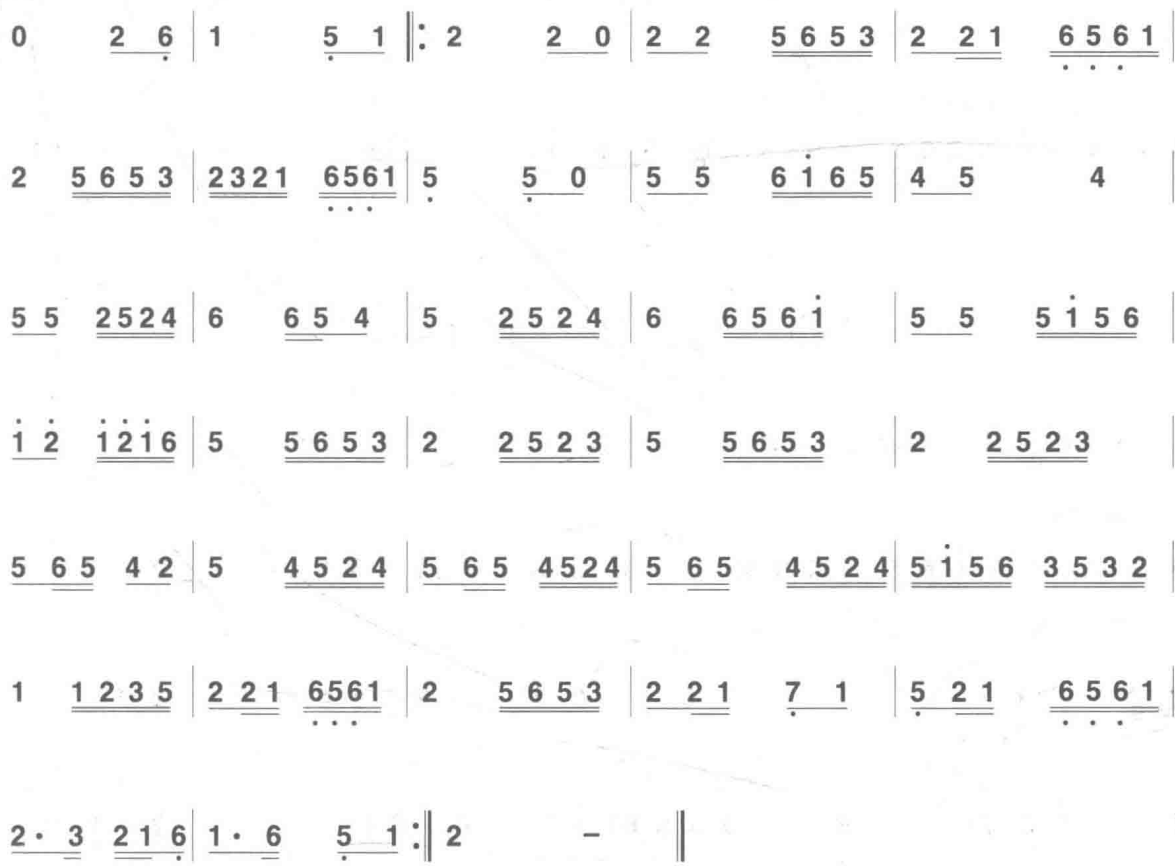 0 2 6̣ | 1 5̣ 1 ‖: 2 2 0 | 2 2 5 6 5 3 | 2 2 1 6̣ 5̣ 6̣ 1 |
2 5 6 5 3 | 2 3 2 1 6̣ 5̣ 6̣ 1 | 5̣ 5̣ 0 | 5 5 6 1̇ 6 5 | 4 5 4 |
5 5 2 5 2 4 | 6 6 5 4 | 5 2 5 2 4 | 6 6 5 6 1̇ | 5 5 5 1̇ 5 6 |
1̇ 2̇ 1̇ 2̇ 1̇ 6 | 5 5 6 5 3 | 2 2 5 2 3 | 5 5 6 5 3 | 2 2 5 2 3 |
5 6 5 4 2 | 5 4 5 2 4 | 5 6 5 4 5 2 4 | 5 6 5 4 5 2 4 | 5 1̇ 5 6 3 5 3 2 |
1 1 2 3 5 | 2 2 1 6̣ 5̣ 6̣ 1 | 2 5 6 5 3 | 2 2 1 7̣ 1 | 5̣ 2 1 6̣ 5̣ 6̣ 1 |
2· 3 2 1 6̣ | 1· 6 5̣ 1 :‖ 2 – ‖